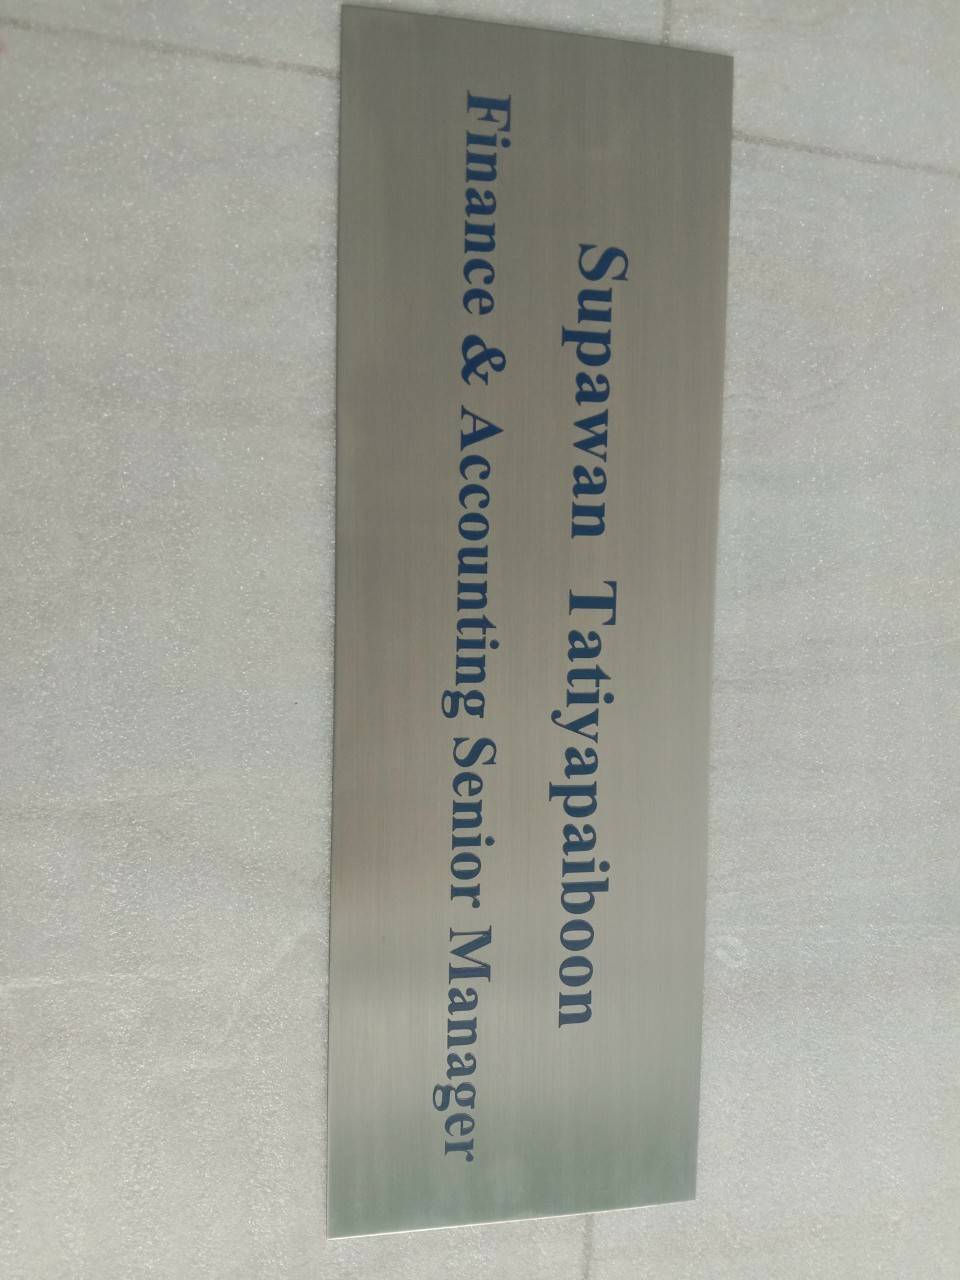 Supawan Tatiyapaiboon
Finance & Accounting Senior Manager